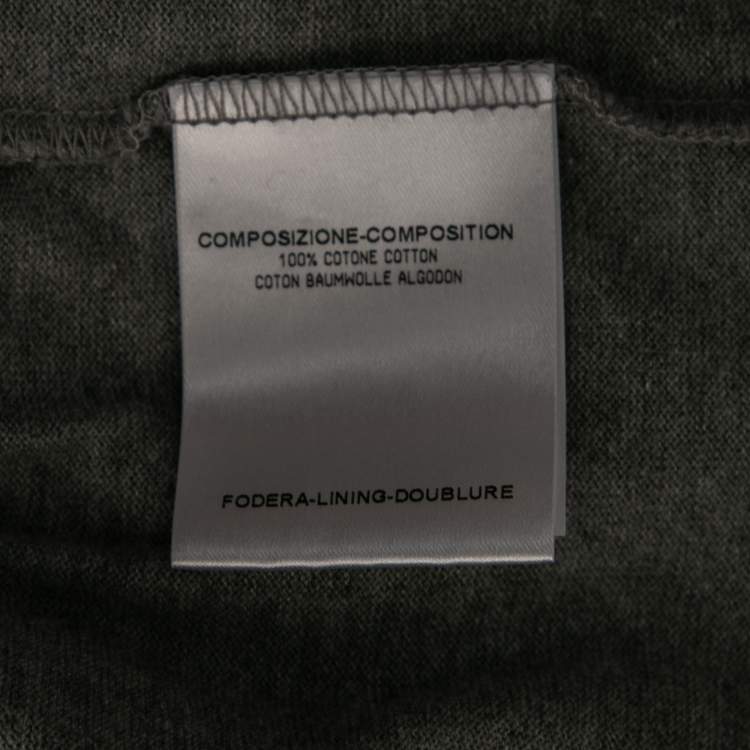 COMPOSIZIONE-COMPOSITION
100% COTONE COTTON
COTON BAUMWOLLE ALGODON
FODERA-LINING-DOUBLURE